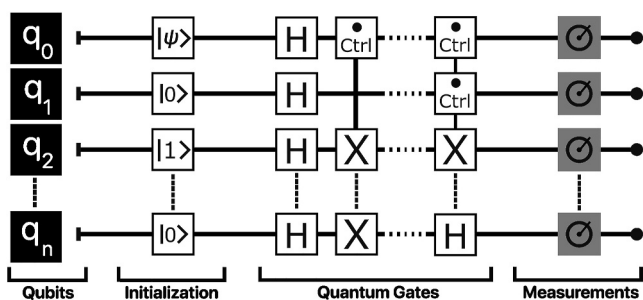 q0 |ψ⟩ H Ctrl Ctrl
q1 |0⟩ H Ctrl
q2 |1⟩ H X X
qn |0⟩ H X H
Qubits Initialization Quantum Gates Measurements